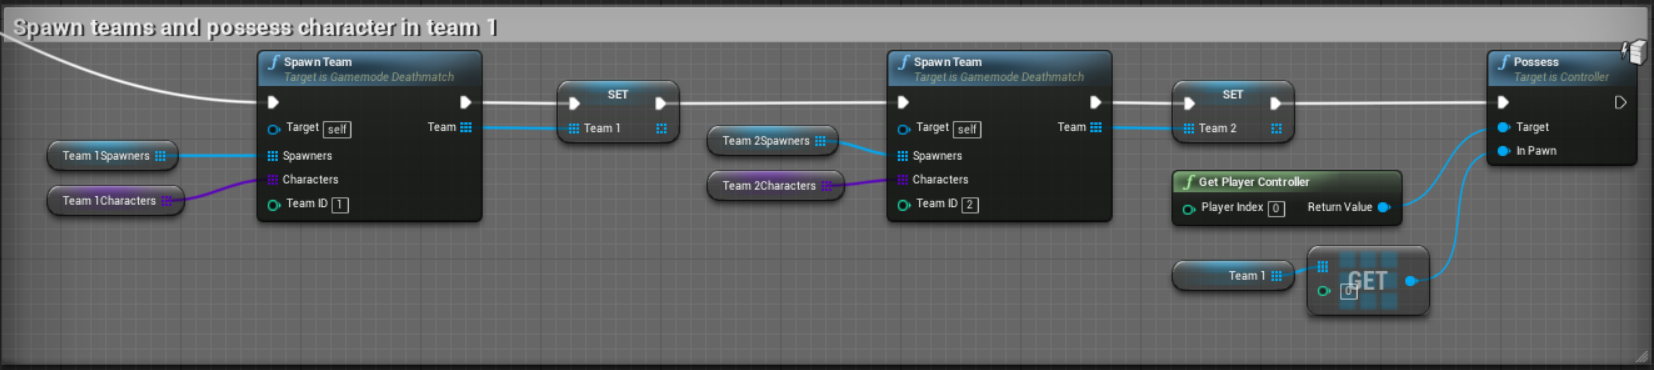 Spawn teams and possess character in team 1
Spawn Team
Target is Gamemode Deathmatch
Target self
Team
Spawners
Characters
Team ID 1
Team 1Spawners
Team 1Characters
SET
Team 1
Spawn Team
Target is Gamemode Deathmatch
Target self
Team
Spawners
Characters
Team ID 2
Team 2Spawners
Team 2Characters
SET
Team 2
Possess
Target is Controller
Target
In Pawn
Get Player Controller
Player Index 0
Return Value
Team 1
GET
0